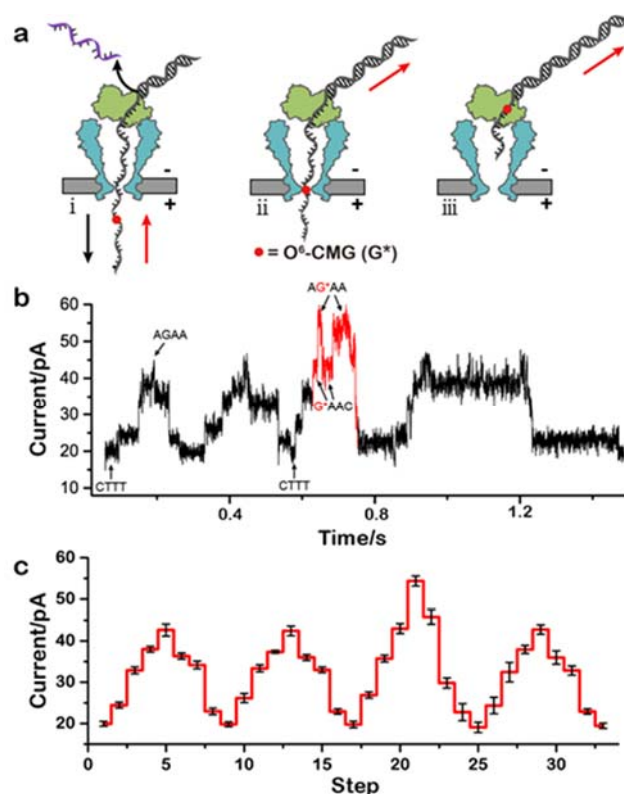 a
- - -
+ + +
i ii iii
= O⁶-CMG (G*)
b
60
50
40
30
20
10
Current/pA
AGAA
AG*AA
G*AAC
CTTT
CTTT
0.4 0.8 1.2
Time/s
c
60
50
40
30
20
Current/pA
0 5 10 15 20 25 30
Step